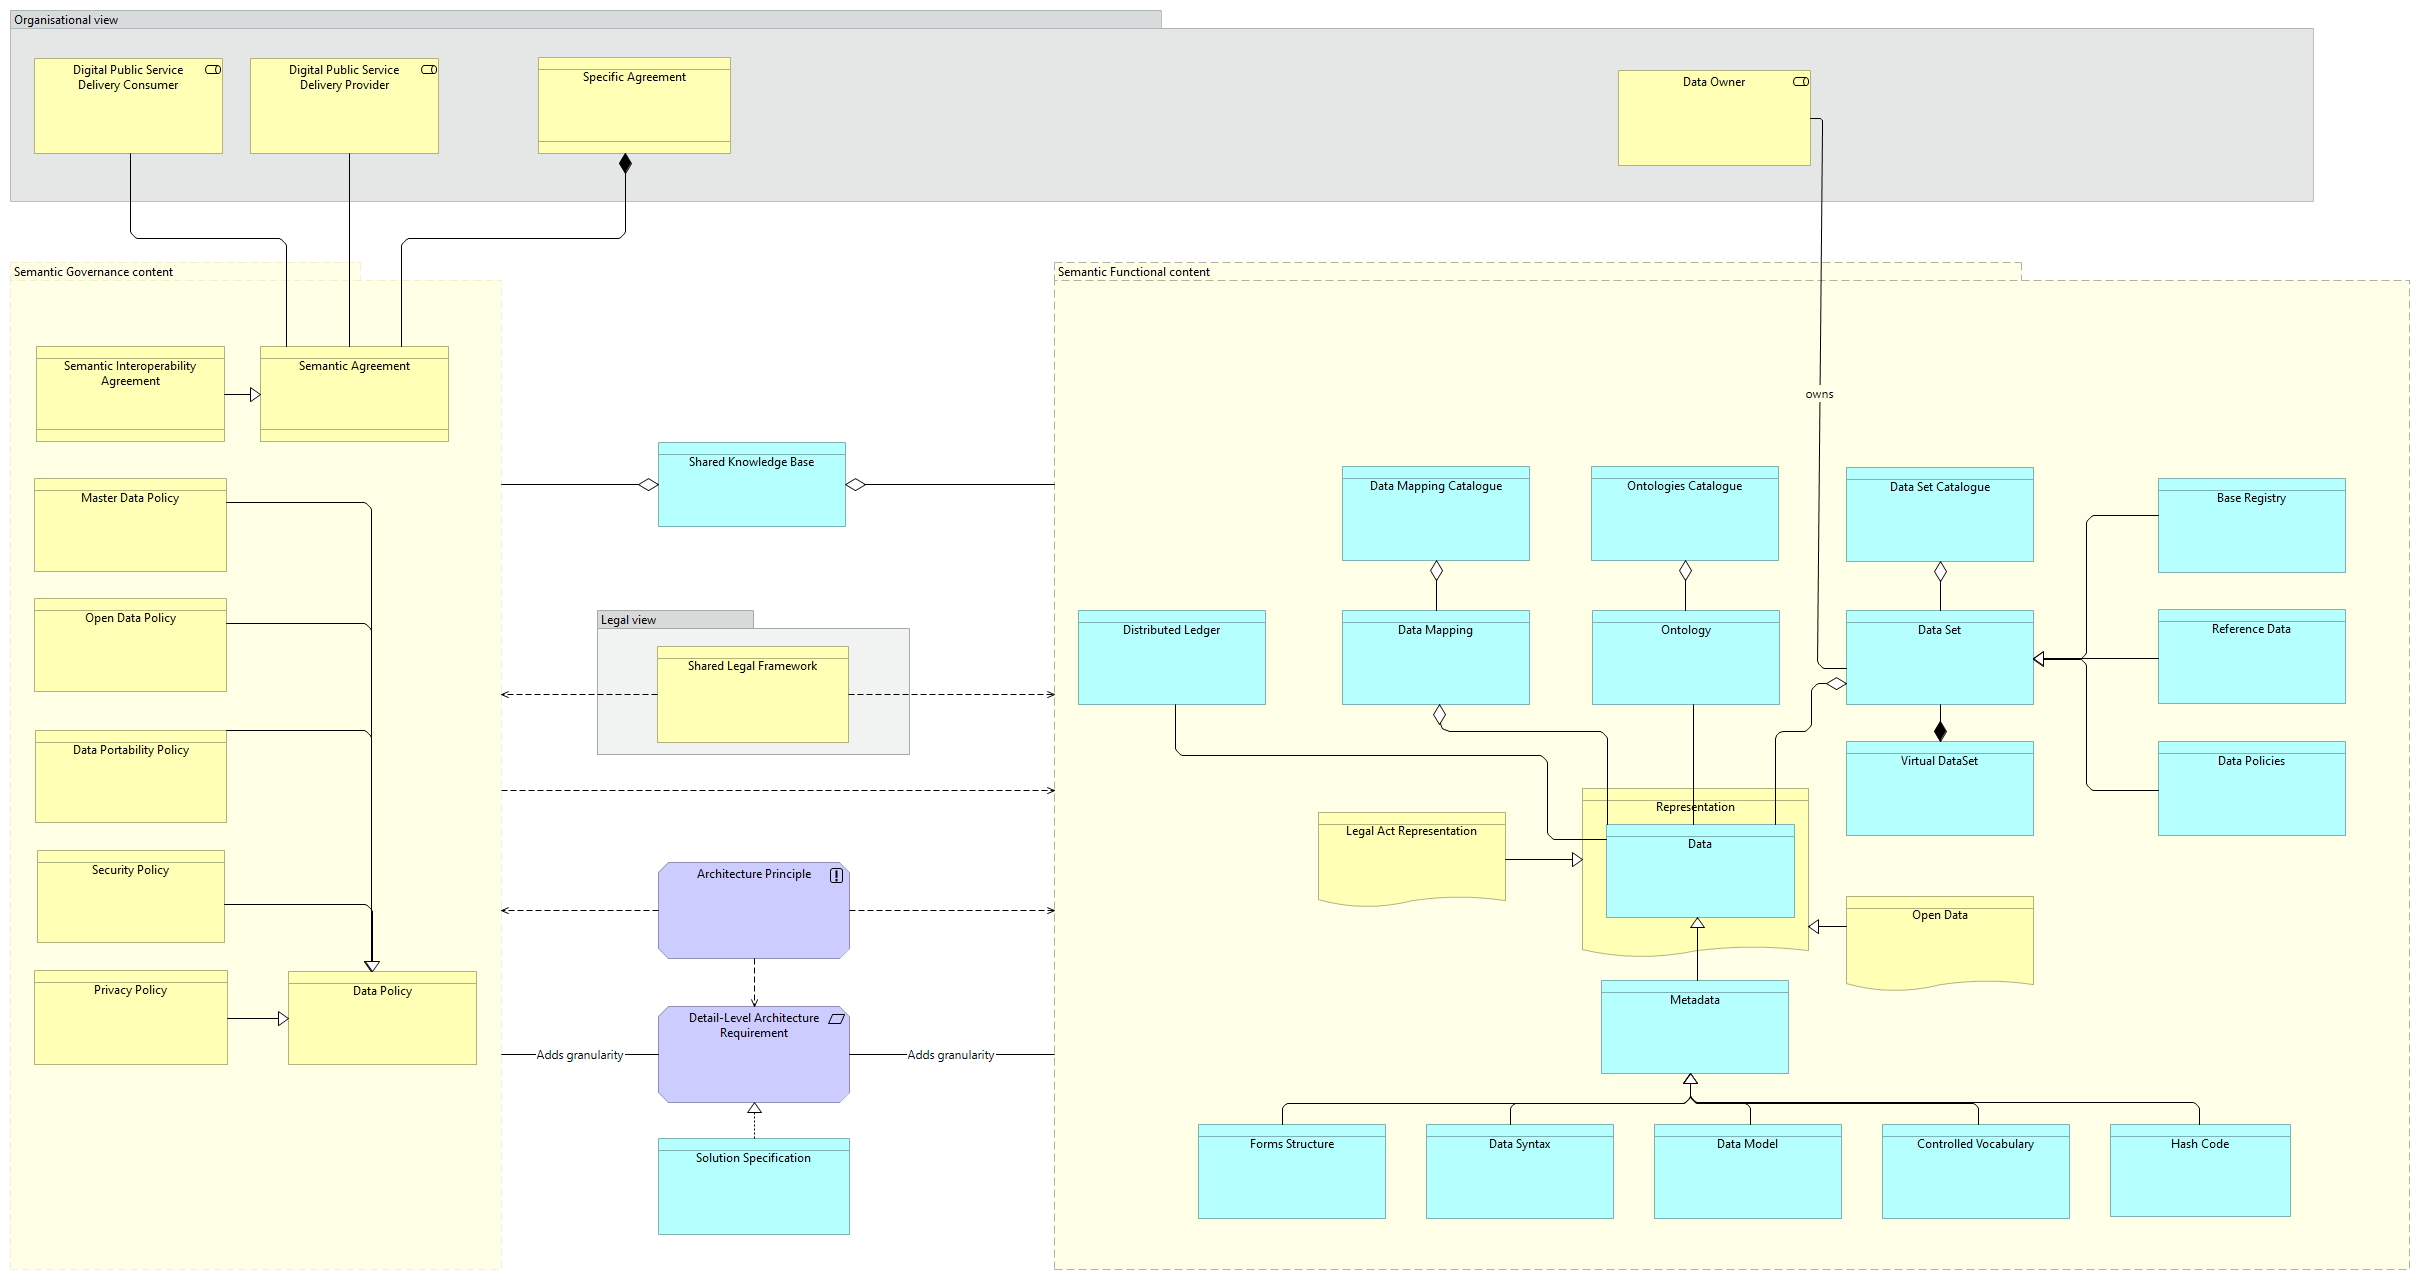 Organisational view
Digital Public Service
Delivery Consumer
Digital Public Service
Delivery Provider
Specific Agreement
Data Owner
Semantic Governance content
Semantic Functional content
Semantic Interoperability
Agreement
Semantic Agreement
owns
Shared Knowledge Base
Master Data Policy
Data Mapping Catalogue
Ontologies Catalogue
Data Set Catalogue
Base Registry
Open Data Policy
Legal view
Shared Legal Framework
Distributed Ledger
Data Mapping
Ontology
Data Set
Reference Data
Data Portability Policy
Virtual DataSet
Data Policies
Representation
Legal Act Representation
Data
Security Policy
Architecture Principle
Open Data
Privacy Policy
Data Policy
Metadata
Detail-Level Architecture
Requirement
Adds granularity
Adds granularity
Solution Specification
Forms Structure
Data Syntax
Data Model
Controlled Vocabulary
Hash Code